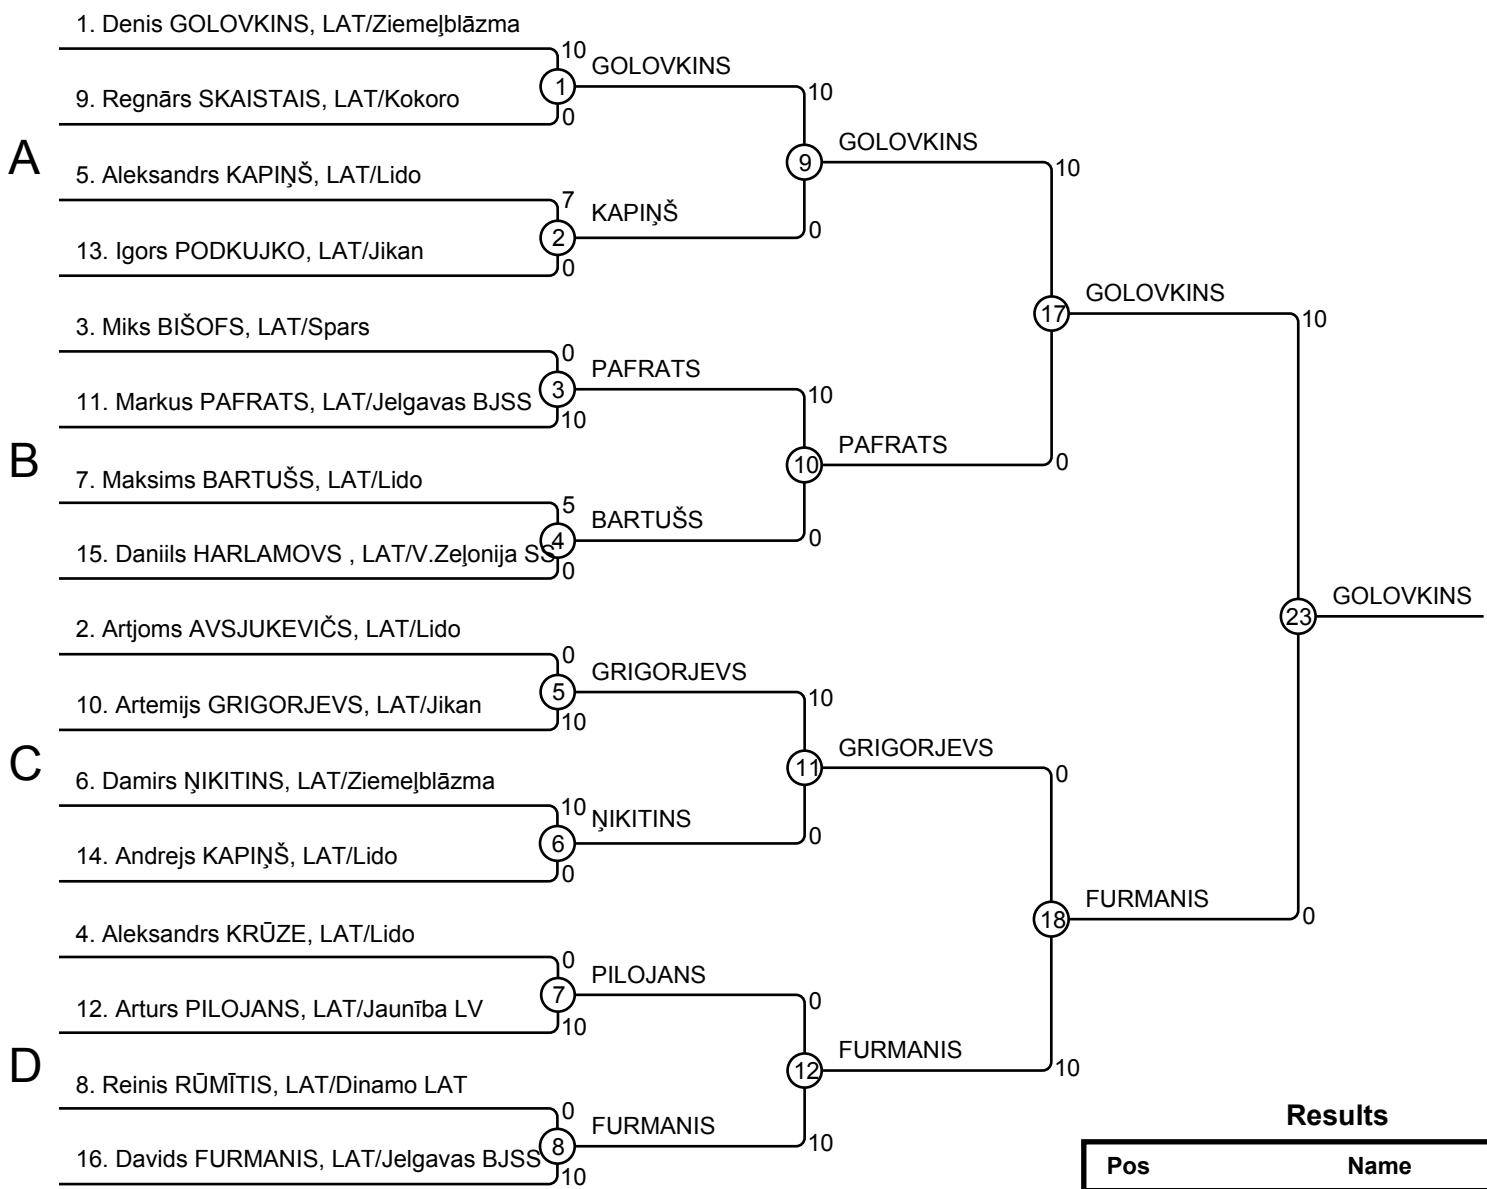 1. Denis GOLOVKINS, LAT/Ziemeļblāzma
10
GOLOVKINS
1
10
9. Regnārs SKAISTAIS, LAT/Kokoro
0
GOLOVKINS
A
9
10
5. Aleksandrs KAPIŅŠ, LAT/Lido
7
KAPIŅŠ
2
0
13. Igors PODKUJKO, LAT/Jikan
0
GOLOVKINS
17
10
3. Miks BIŠOFS, LAT/Spars
0
PAFRATS
3
10
11. Markus PAFRATS, LAT/Jelgavas BJSS
10
PAFRATS
B
10
0
7. Maksims BARTUŠS, LAT/Lido
5
BARTUŠS
4
0
15. Daniils HARLAMOVS , LAT/V.Zeļonija SS
0
GOLOVKINS
23
2. Artjoms AVSJUKEVIČS, LAT/Lido
0
GRIGORJEVS
5
10
10. Artemijs GRIGORJEVS, LAT/Jikan
10
GRIGORJEVS
C
11
0
6. Damirs ŅIKITINS, LAT/Ziemeļblāzma
10
ŅIKITINS
6
0
14. Andrejs KAPIŅŠ, LAT/Lido
0
FURMANIS
18
0
4. Aleksandrs KRŪZE, LAT/Lido
0
PILOJANS
7
0
12. Arturs PILOJANS, LAT/Jaunība LV
10
FURMANIS
D
12
10
8. Reinis RŪMĪTIS, LAT/Dinamo LAT
0
FURMANIS
8
10
16. Davids FURMANIS, LAT/Jelgavas BJSS
10
Results
Pos Name